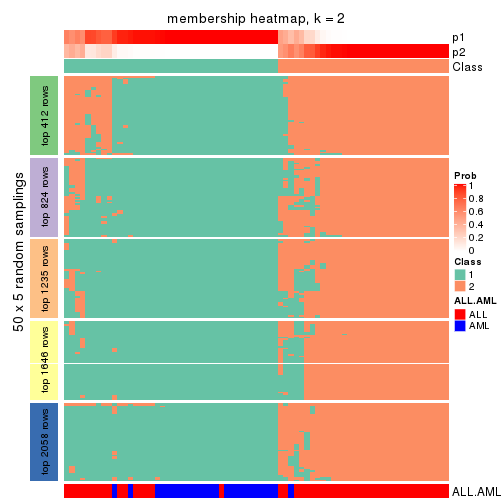 membership heatmap, k = 2
p1
p2
Class
50 x 5 random samplings
top 412 rows
top 824 rows
top 1235 rows
top 1646 rows
top 2058 rows
Prob
1
0.8
0.6
0.4
0.2
0
Class
1
2
ALL.AML
ALL
AML
ALL.AML